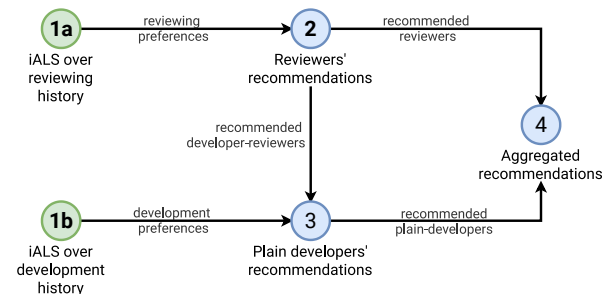 1a
reviewing
preferences
2
recommended
reviewers
iALS over
reviewing
history
Reviewers'
recommendations
recommended
developer-reviewers
4
Aggregated
recommendations
1b
development
preferences
3
recommended
plain-developers
iALS over
development
history
Plain developers'
recommendations